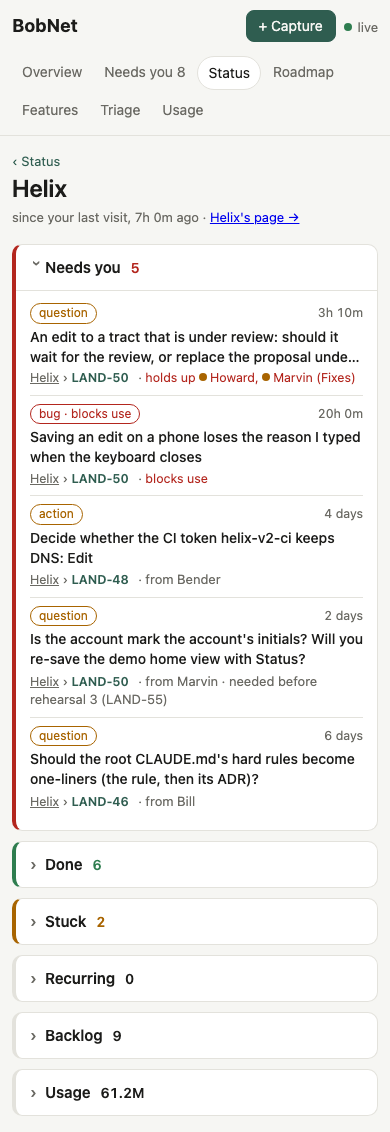 BobNet
+ Capture
live
Overview
Needs you 8
Status
Roadmap
Features
Triage
Usage
‹ Status
Helix
since your last visit, 7h 0m ago · Helix's page →
Needs you 5
question
3h 10m
An edit to a tract that is under review: should it
wait for the review, or replace the proposal unde...
Helix › LAND-50 · holds up Howard, Marvin (Fixes)
bug · blocks use
20h 0m
Saving an edit on a phone loses the reason I typed
when the keyboard closes
Helix › LAND-50 · blocks use
action
4 days
Decide whether the CI token helix-v2-ci keeps
DNS: Edit
Helix › LAND-48 · from Bender
question
2 days
Is the account mark the account's initials? Will you
re-save the demo home view with Status?
Helix › LAND-50 · from Marvin · needed before
rehearsal 3 (LAND-55)
question
6 days
Should the root CLAUDE.md's hard rules become
one-liners (the rule, then its ADR)?
Helix › LAND-46 · from Bill
› Done 6
› Stuck 2
› Recurring 0
› Backlog 9
› Usage 61.2M